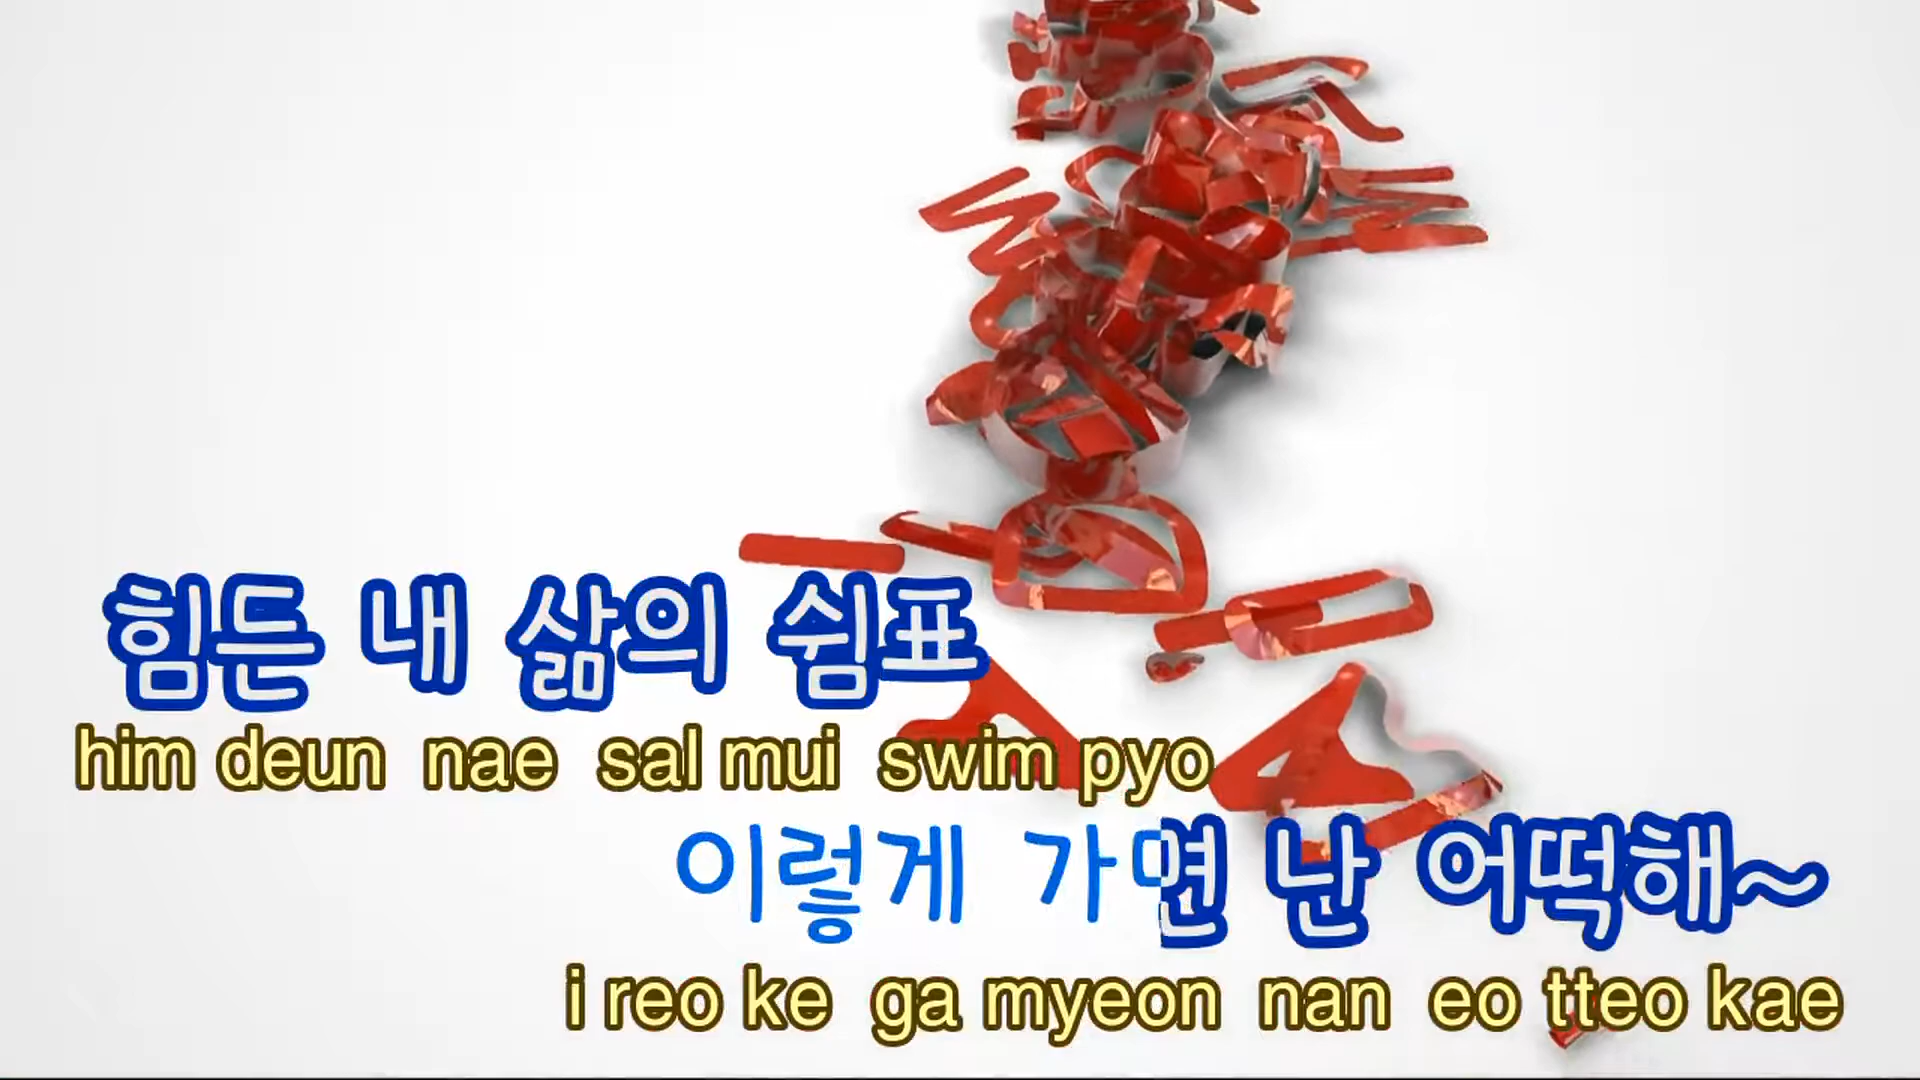 힘든 내 삶의 쉼표
him deun nae sal mui swim pyo
이렇게 가면 난 어떡해~
i reo ke ga myeon nan eo tteo kae